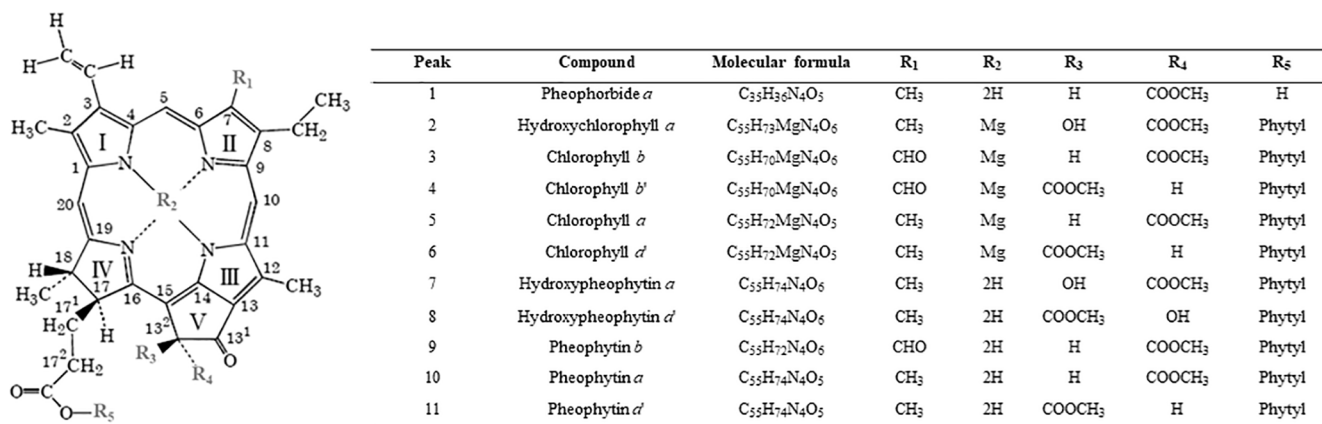 H
H
C
C
H
R₁
CH₃
CH₂
3
4
5
6
7
8
H₃C
2
I
II
1
N
N
9
R₂
20
10
19
N
N
11
18
H
IV
III
12
H₃C
17
16
15
14
13
CH₃
17¹
H
13²
V
13¹
H₂C
O
R₃
R₄
17²
CH₂
O
C
O
R₅
Peak Compound Molecular formula R₁ R₂ R₃ R₄ R₅
1 Pheophorbide a C₃₅H₃₆N₄O₅ CH₃ 2H H COOCH₃ H
2 Hydroxychlorophyll a C₅₅H₇₃MgN₄O₆ CH₃ Mg OH COOCH₃ Phytyl
3 Chlorophyll b C₅₅H₇₀MgN₄O₆ CHO Mg H COOCH₃ Phytyl
4 Chlorophyll b' C₅₅H₇₀MgN₄O₆ CHO Mg COOCH₃ H Phytyl
5 Chlorophyll a C₅₅H₇₂MgN₄O₅ CH₃ Mg H COOCH₃ Phytyl
6 Chlorophyll a' C₅₅H₇₂MgN₄O₅ CH₃ Mg COOCH₃ H Phytyl
7 Hydroxypheophytin a C₅₅H₇₄N₄O₆ CH₃ 2H OH COOCH₃ Phytyl
8 Hydroxypheophytin a' C₅₅H₇₄N₄O₆ CH₃ 2H COOCH₃ OH Phytyl
9 Pheophytin b C₅₅H₇₂N₄O₆ CHO 2H H COOCH₃ Phytyl
10 Pheophytin a C₅₅H₇₄N₄O₅ CH₃ 2H H COOCH₃ Phytyl
11 Pheophytin a' C₅₅H₇₄N₄O₅ CH₃ 2H COOCH₃ H Phytyl